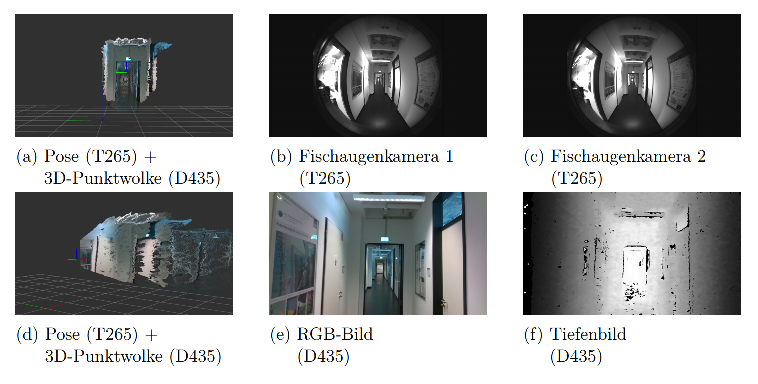 (a) Pose (T265) +
3D-Punktwolke (D435)
(b) Fischaugenkamera 1
(T265)
(c) Fischaugenkamera 2
(T265)
(d) Pose (T265) +
3D-Punktwolke (D435)
(e) RGB-Bild
(D435)
(f) Tiefenbild
(D435)